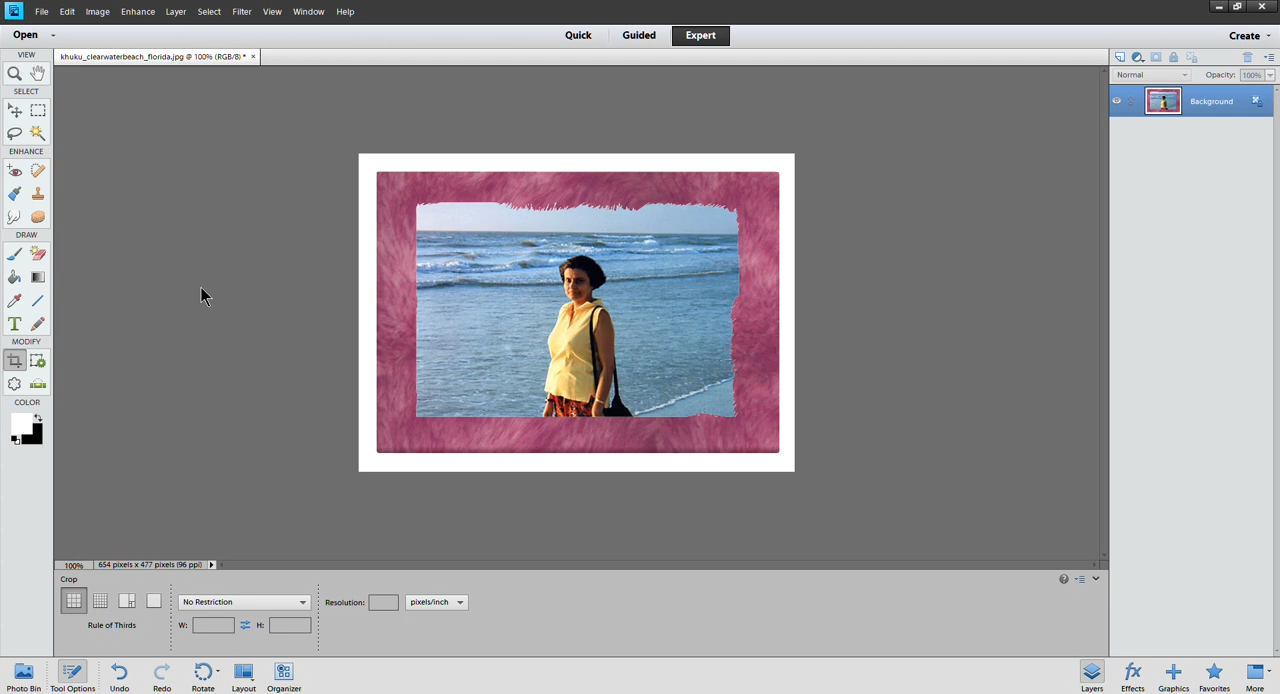 File Edit Image Enhance Layer Select Filter View Window Help
Open Quick Guided Expert Create
VIEW
khuku_clearwaterbeach_florida.jpg @ 100% (RGB/8) * ×
Normal Opacity: 100%
SELECT
Background
ENHANCE
DRAW
T
MODIFY
COLOR
100% 654 pixels x 477 pixels (96 ppi)
Crop
No Restriction Resolution: pixels/inch
Rule of Thirds W: H:
Photo Bin Tool Options Undo Redo Rotate Layout Organizer Layers Effects Graphics Favorites More